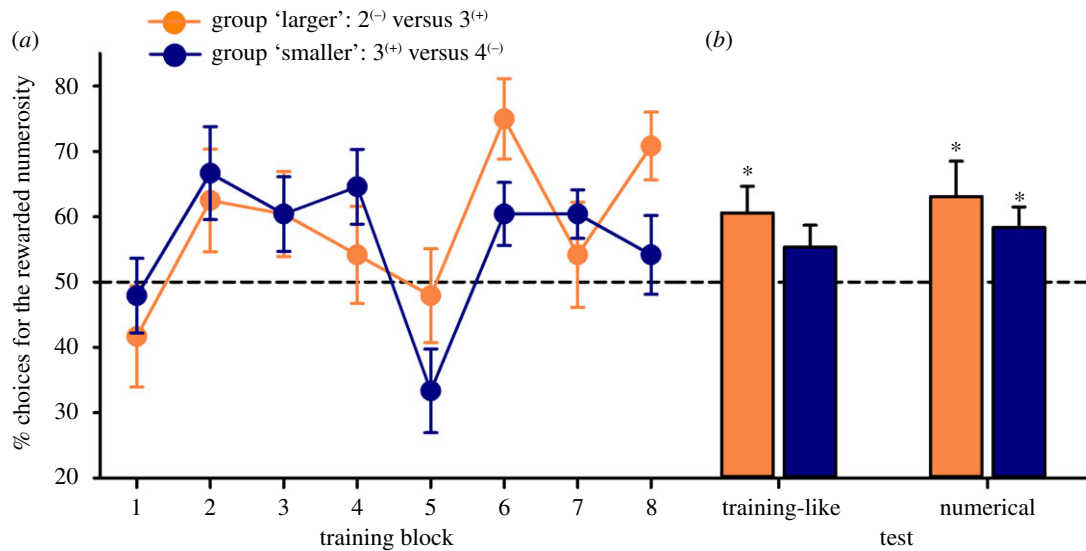 group ‘larger’: 2(–) versus 3(+)
group ‘smaller’: 3(+) versus 4(–)
(a)
(b)
% choices for the rewarded numerosity
80
70
60
50
40
30
20
1 2 3 4 5 6 7 8
training block
* * *
training-like numerical
test